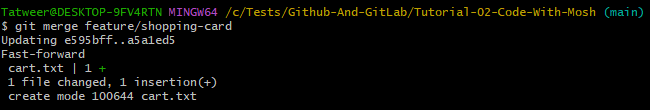 Tatweer@DESKTOP-9FV4RTN MINGW64 /c/Tests/Github-And-GitLab/Tutorial-02-Code-With-Mosh (main)
$ git merge feature/shopping-card
Updating e595bff..a5a1ed5
Fast-forward
 cart.txt | 1 +
 1 file changed, 1 insertion(+)
 create mode 100644 cart.txt